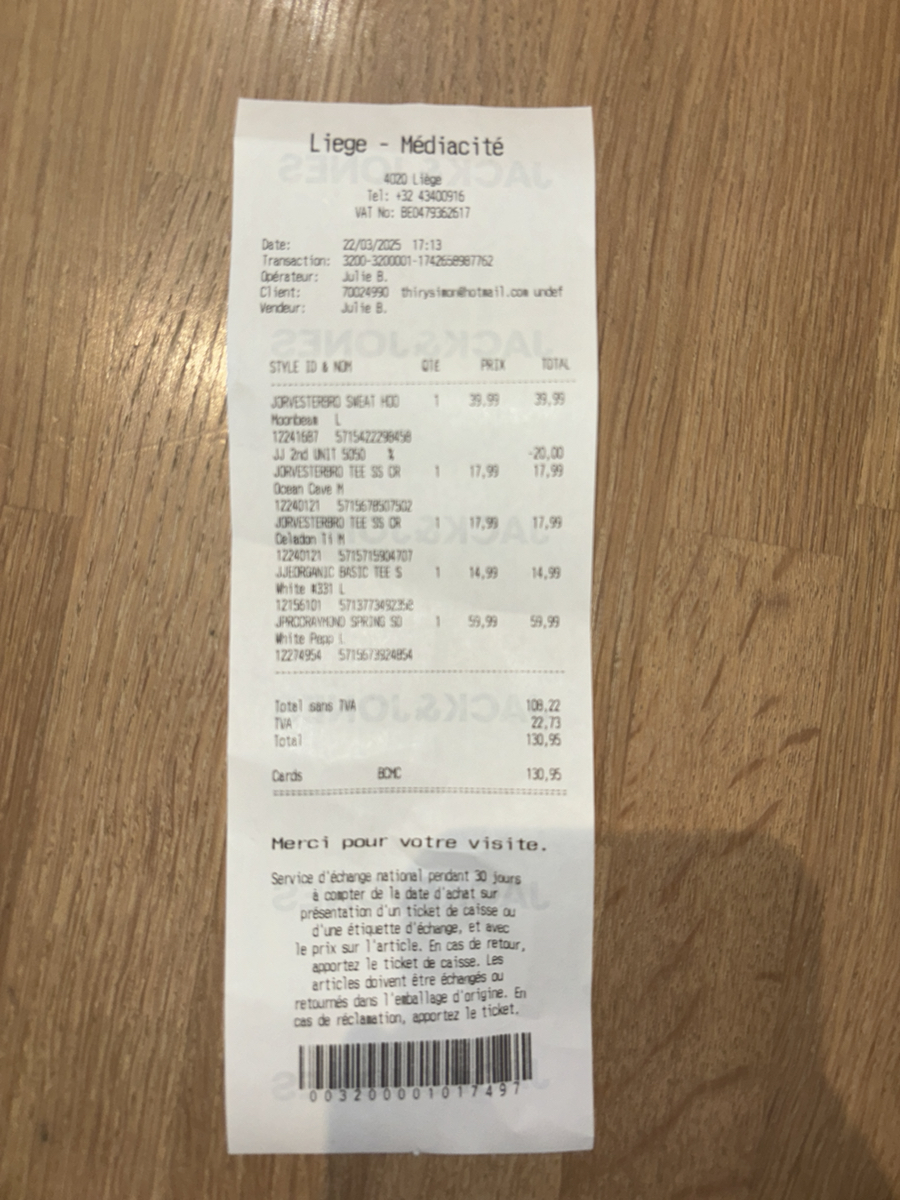 Liege - Médiacité
4020 Liège
Tel: +32 43400916
VAT No: BE0479362617
Date: 22/03/2025 17:13
Transaction: 3200-3200001-1742658987762
Opérateur: Julie B.
Client: 70024990 thirysimon@hotmail.com undef
Vendeur: Julie B.
STYLE ID & NOM QTÉ PRIX TOTAL
JORVESTERBRO SWEAT HOO 1 39,99 39,99
Moonbeam L
12241687 5715422298458
JJ 2nd UNIT 5050 % -20,00
JORVESTERBRO TEE SS CR 1 17,99 17,99
Ocean Cave M
12240121 5715678507502
JORVESTERBRO TEE SS CR 1 17,99 17,99
Celadon Ti M
12240121 5715715904707
JJEORGANIC BASIC TEE S 1 14,99 14,99
White #331 L
12156101 5713773492352
JPRCCRAYMOND SPRING SO 1 59,99 59,99
White Pepp L
12274954 5715673924854
Total sans TVA 108,22
TVA 22,73
Total 130,95
Cards BCMC 130,95
Merci pour votre visite.
Service d'échange national pendant 30 jours
à compter de la date d'achat sur
présentation d'un ticket de caisse ou
d'une étiquette d'échange, et avec
le prix sur l'article. En cas de retour,
apportez le ticket de caisse. Les
articles doivent être échangés ou
retournés dans l'emballage d'origine. En
cas de réclamation, apportez le ticket.
0032000001017497